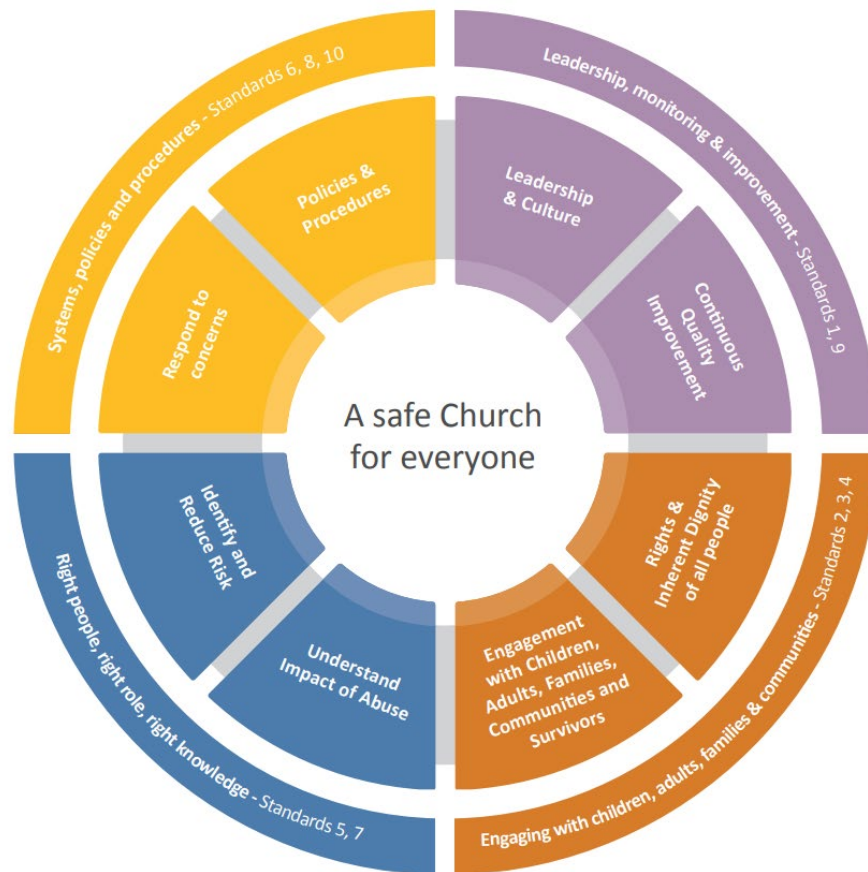 Systems, policies and procedures - Standards 6, 8, 10
Leadership, monitoring & improvement - Standards 1, 9
Policies &
Procedures
Leadership
& Culture
Respond to
concerns
Continuous
Quality
Improvement
A safe Church
for everyone
Identify and
Reduce Risk
Rights &
Inherent Dignity
of all people
Understand
Impact of Abuse
Engagement
with Children,
Adults, Families,
Communities and
Survivors
Right people, right role, right knowledge - Standards 5, 7
Engaging with children, adults, families & communities - Standards 2, 3, 4